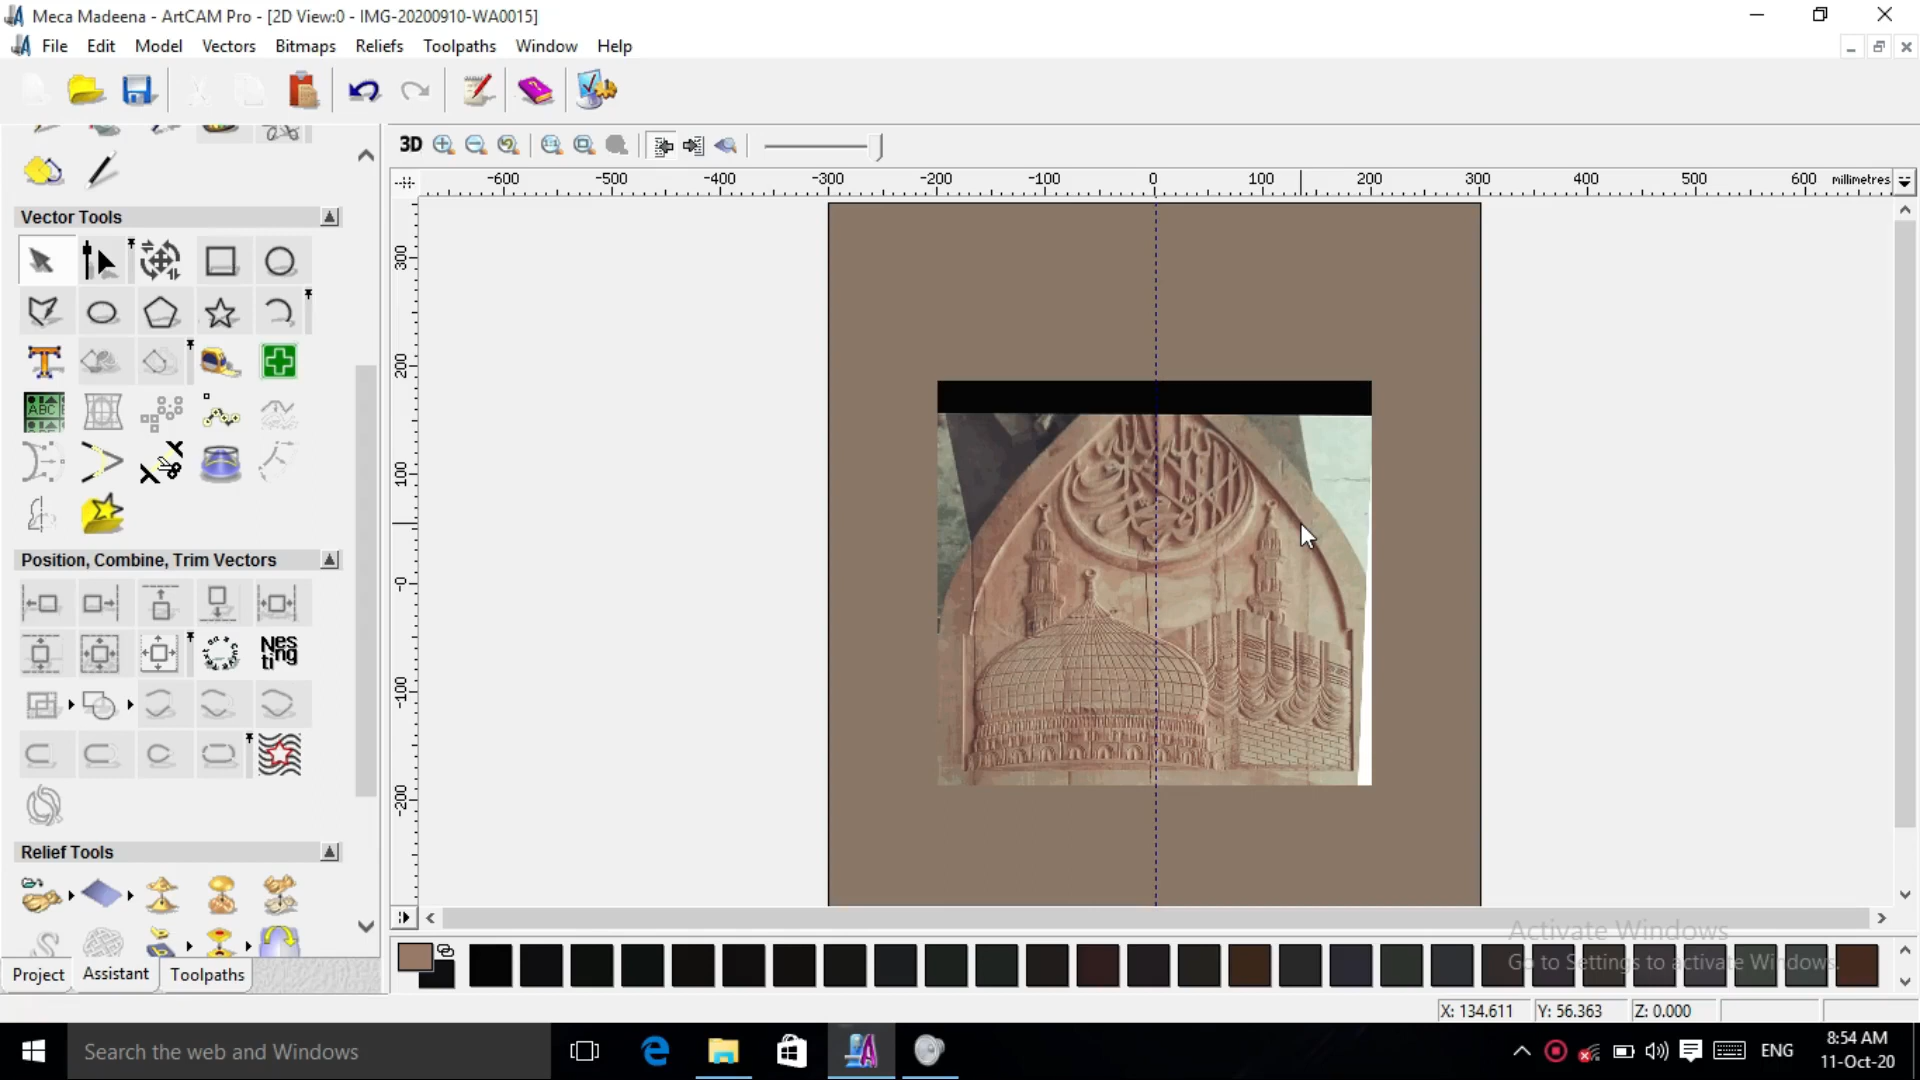 Meca Madeena - ArtCAM Pro - [2D View:0 - IMG-20200910-WA0015]
File Edit Model Vectors Bitmaps Reliefs Toolpaths Window Help
3D
-600 -500 -400 -300 -200 -100 0 100 200 300 400 500 600 millimetres
300
200
100
-0
-100
-200
Vector Tools
T
ABC
Position, Combine, Trim Vectors
Nes
ting
Relief Tools
Project Assistant Toolpaths
Activate Windows
Go to Settings to activate Windows.
X: 134.611 Y: 56.363 Z: 0.000
Search the web and Windows
ENG
8:54 AM
11-Oct-20